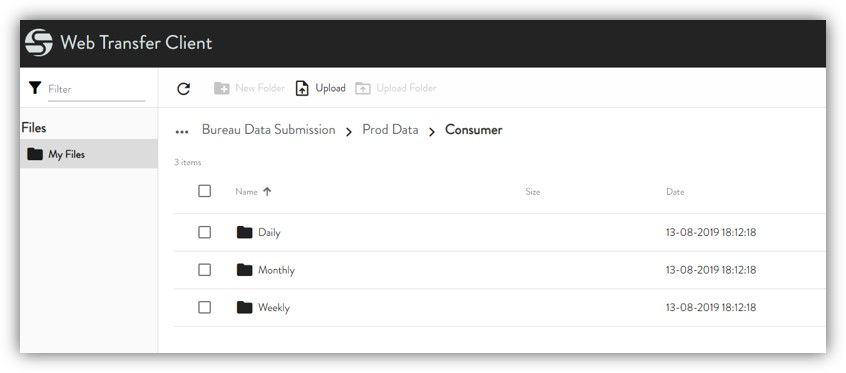 Web Transfer Client
Filter
New Folder Upload Upload Folder
Files
My Files
... Bureau Data Submission > Prod Data > Consumer
3 items
Name Size Date
Daily 13-08-2019 18:12:18
Monthly 13-08-2019 18:12:18
Weekly 13-08-2019 18:12:18